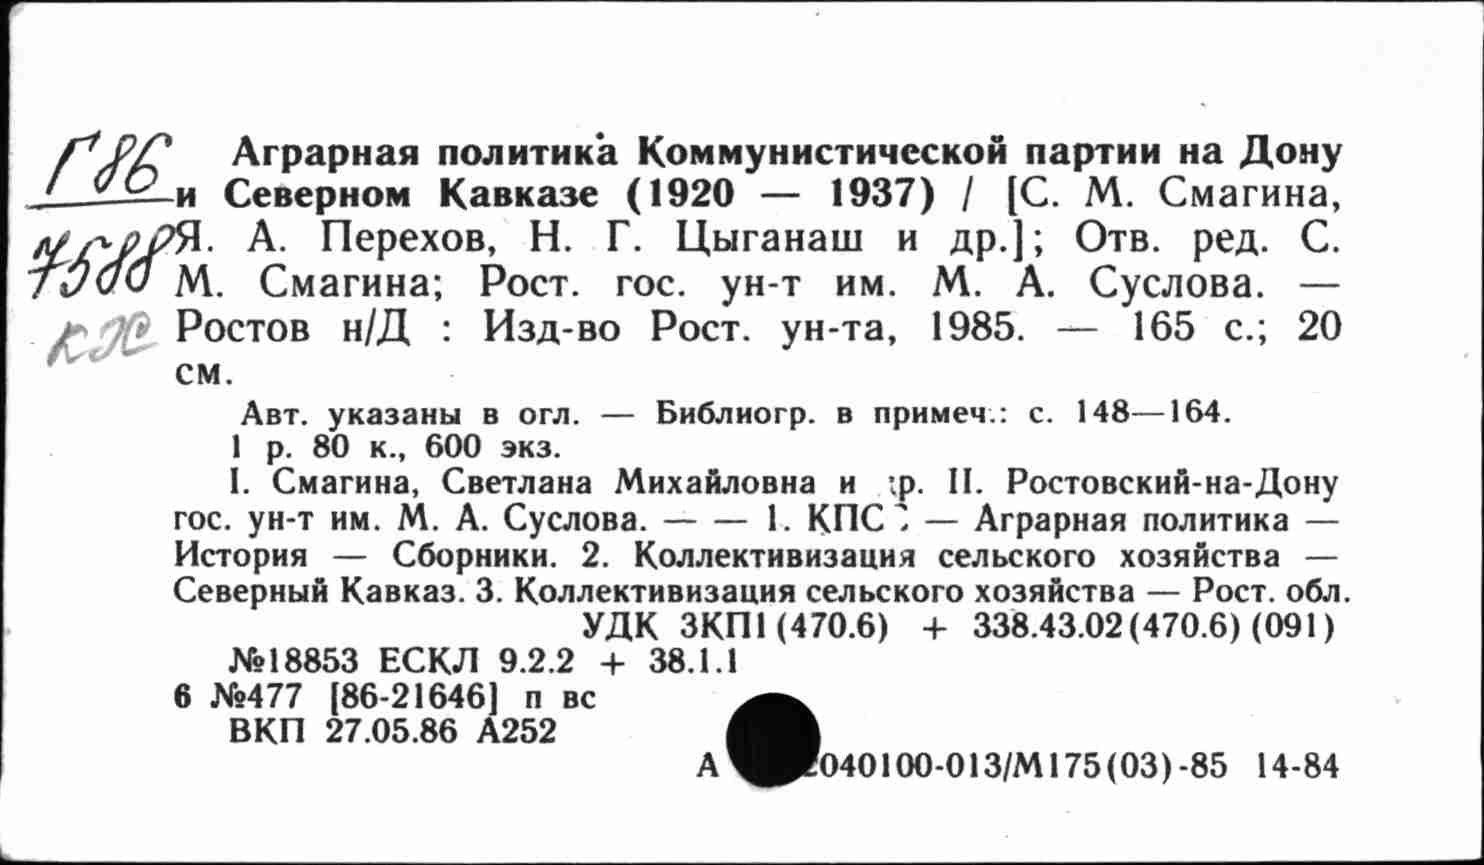 Г86
7588
кх
Аграрная политика Коммунистической партии на Дону
и Северном Кавказе (1920 — 1937) / [С. М. Смагина,
Я. А. Перехов, Н. Г. Цыганаш и др.]; Отв. ред. С.
М. Смагина; Рост. гос. ун-т им. М. А. Суслова. —
Ростов н/Д : Изд-во Рост. ун-та, 1985. — 165 с.; 20
см.
Авт. указаны в огл. — Библиогр. в примеч.: с. 148—164.
1 р. 80 к., 600 экз.
I. Смагина, Светлана Михайловна и др. II. Ростовский-на-Дону
гос. ун-т им. М. А. Суслова. — — 1. КПСС — Аграрная политика —
История — Сборники. 2. Коллективизация сельского хозяйства —
Северный Кавказ. 3. Коллективизация сельского хозяйства — Рост. обл.
УДК 3КП1(470.6) + 338.43.02(470.6)(091)
№18853 ЕСКЛ 9.2.2 + 38.1.1
6 №477 [86-21646] п вс
ВКП 27.05.86 А252
А 040100-013/М175(03)-85 14-84